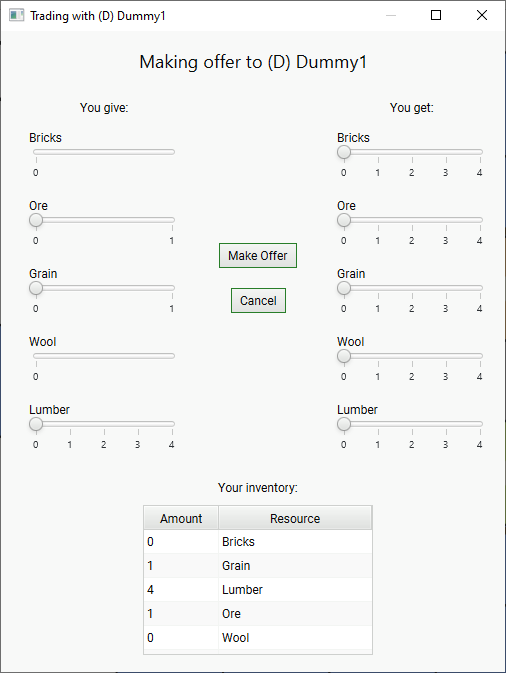 Trading with (D) Dummy1
Making offer to (D) Dummy1
You give:
Bricks
0
Ore
0 1
Grain
0 1
Wool
0
Lumber
0 1 2 3 4
Make Offer
Cancel
You get:
Bricks
0 1 2 3 4
Ore
0 1 2 3 4
Grain
0 1 2 3 4
Wool
0 1 2 3 4
Lumber
0 1 2 3 4
Your inventory:
Amount Resource
0 Bricks
1 Grain
4 Lumber
1 Ore
0 Wool